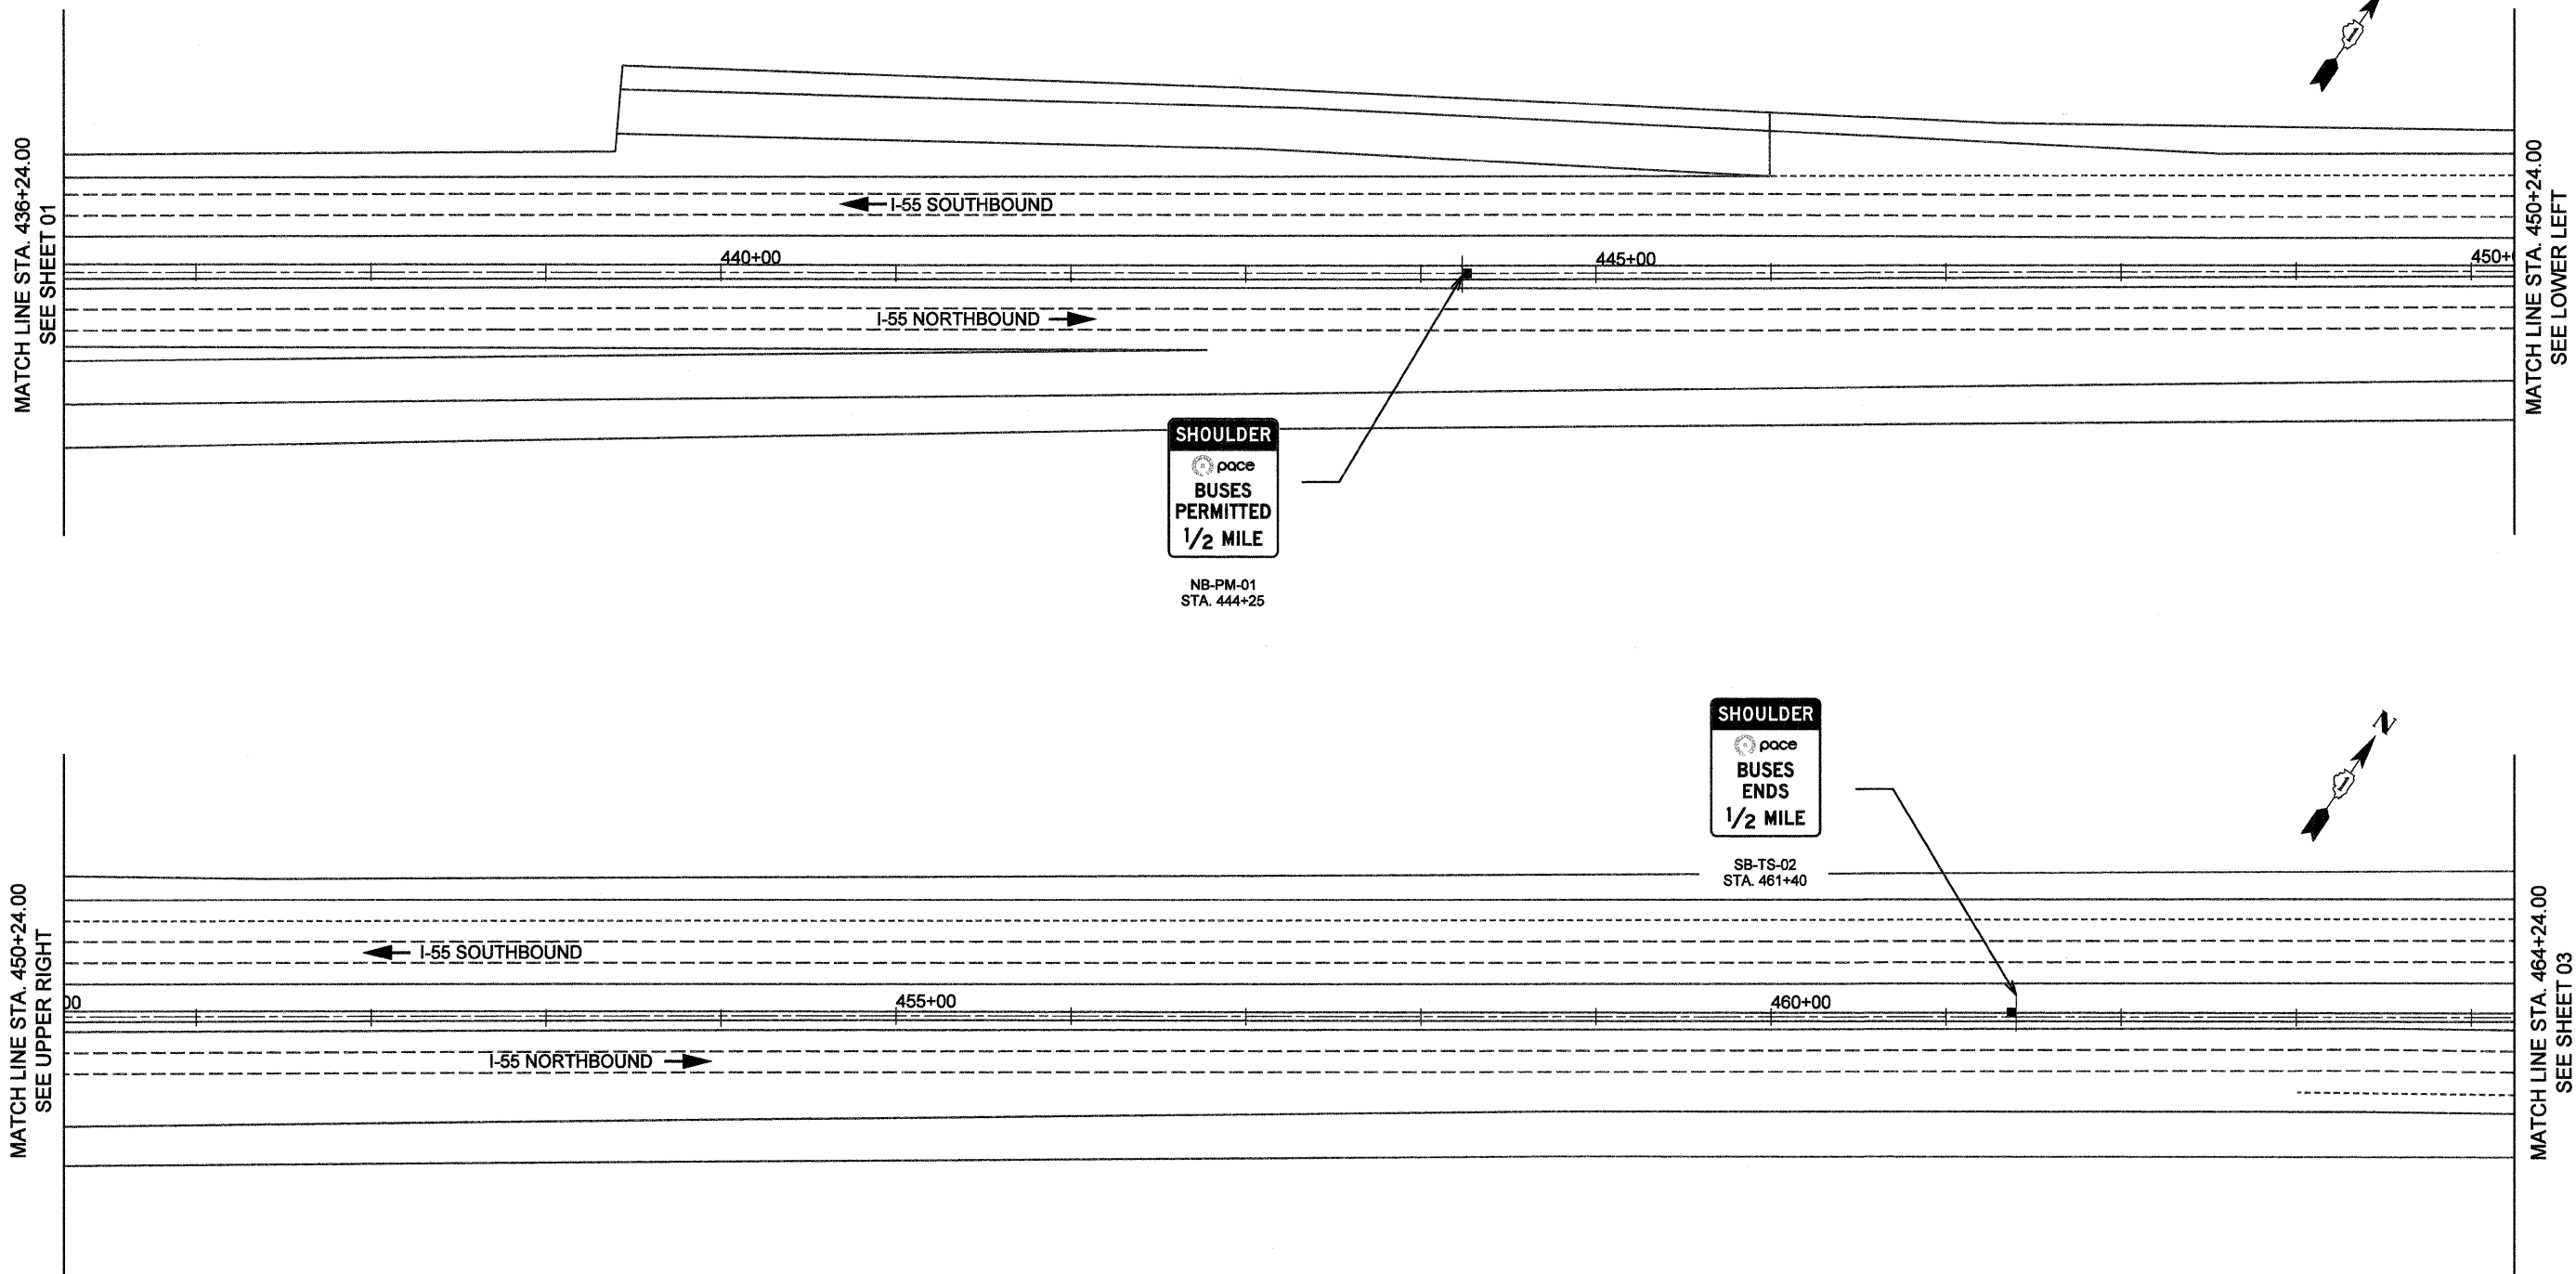 MATCH LINE STA. 436+24.00
SEE SHEET 01
I-55 SOUTHBOUND
440+00
445+00
450+
I-55 NORTHBOUND
MATCH LINE STA. 450+24.00
SEE LOWER LEFT
SHOULDER
pace
BUSES
PERMITTED
1/2 MILE
NB-PM-01
STA. 444+25
SHOULDER
pace
BUSES
ENDS
1/2 MILE
N
SB-TS-02
STA. 461+40
MATCH LINE STA. 450+24.00
SEE UPPER RIGHT
I-55 SOUTHBOUND
00
455+00
460+00
I-55 NORTHBOUND
MATCH LINE STA. 464+24.00
SEE SHEET 03